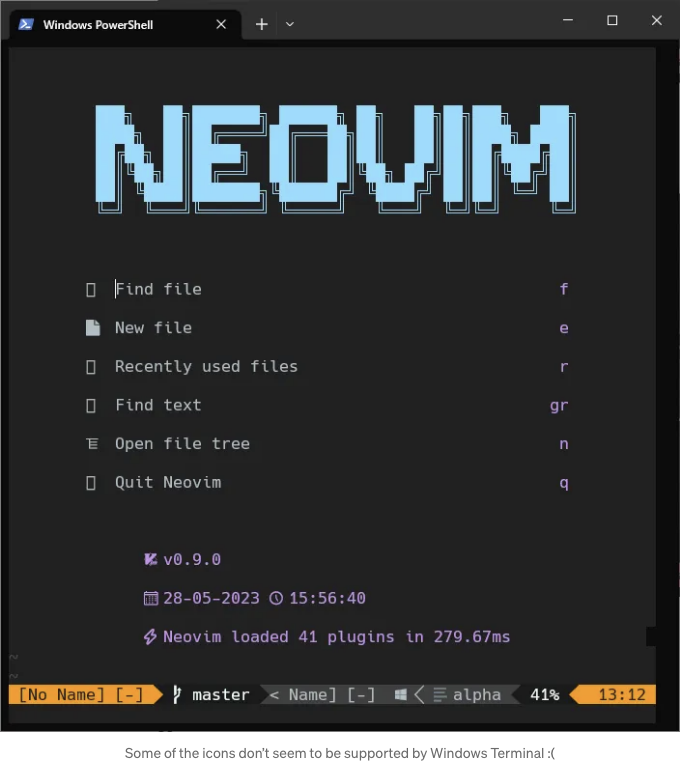 Windows PowerShell
NEOVIM
Find file f
New file e
Recently used files r
Find text gr
Open file tree n
Quit Neovim q
v0.9.0
28-05-2023 15:56:40
Neovim loaded 41 plugins in 279.67ms
~
~
[No Name] [-] master < Name] [-] alpha 41% 13:12
Some of the icons don't seem to be supported by Windows Terminal :(